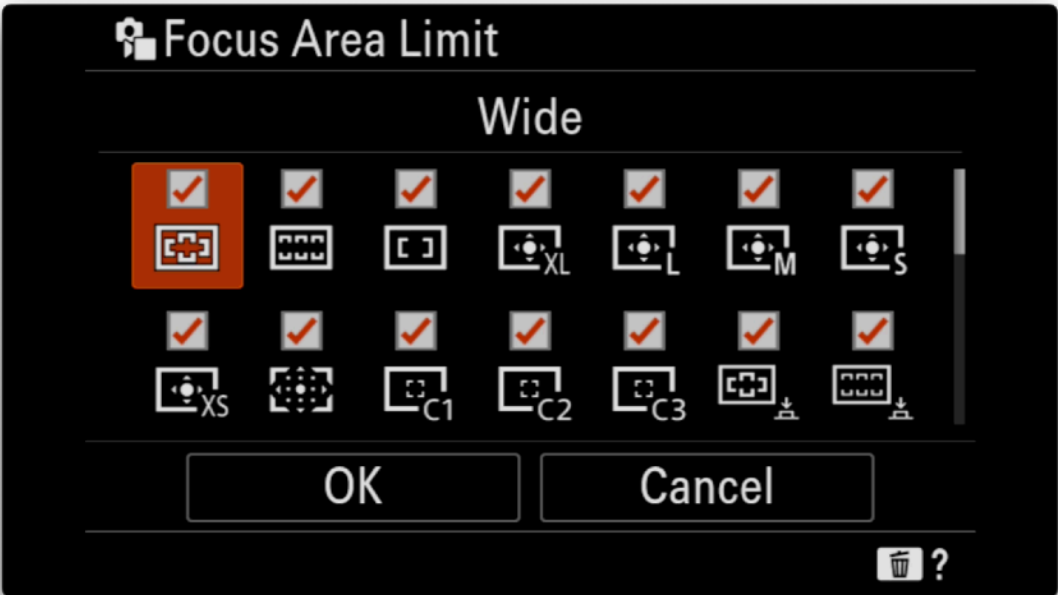 Focus Area Limit
Wide
XL L M S
XS C1 C2 C3
OK Cancel
?